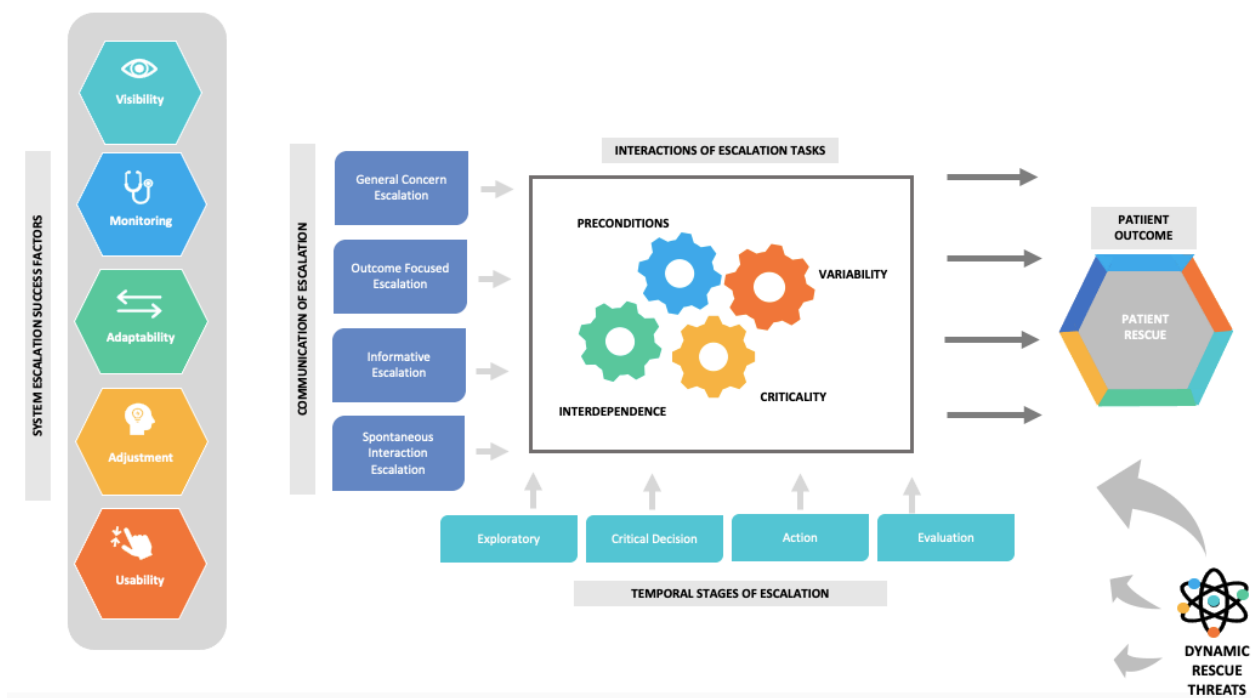 SYSTEM ESCALATION SUCCESS FACTORS
Visibility
Monitoring
Adaptability
Adjustment
Usability
COMMUNICATION OF ESCALATION
General Concern
Escalation
Outcome Focused
Escalation
Informative
Escalation
Spontaneous
Interaction
Escalation
INTERACTIONS OF ESCALATION TASKS
PRECONDITIONS
VARIABILITY
INTERDEPENDENCE
CRITICALITY
Exploratory
Critical Decision
Action
Evaluation
TEMPORAL STAGES OF ESCALATION
PATIIENT
OUTCOME
PATIENT
RESCUE
DYNAMIC
RESCUE
THREATS